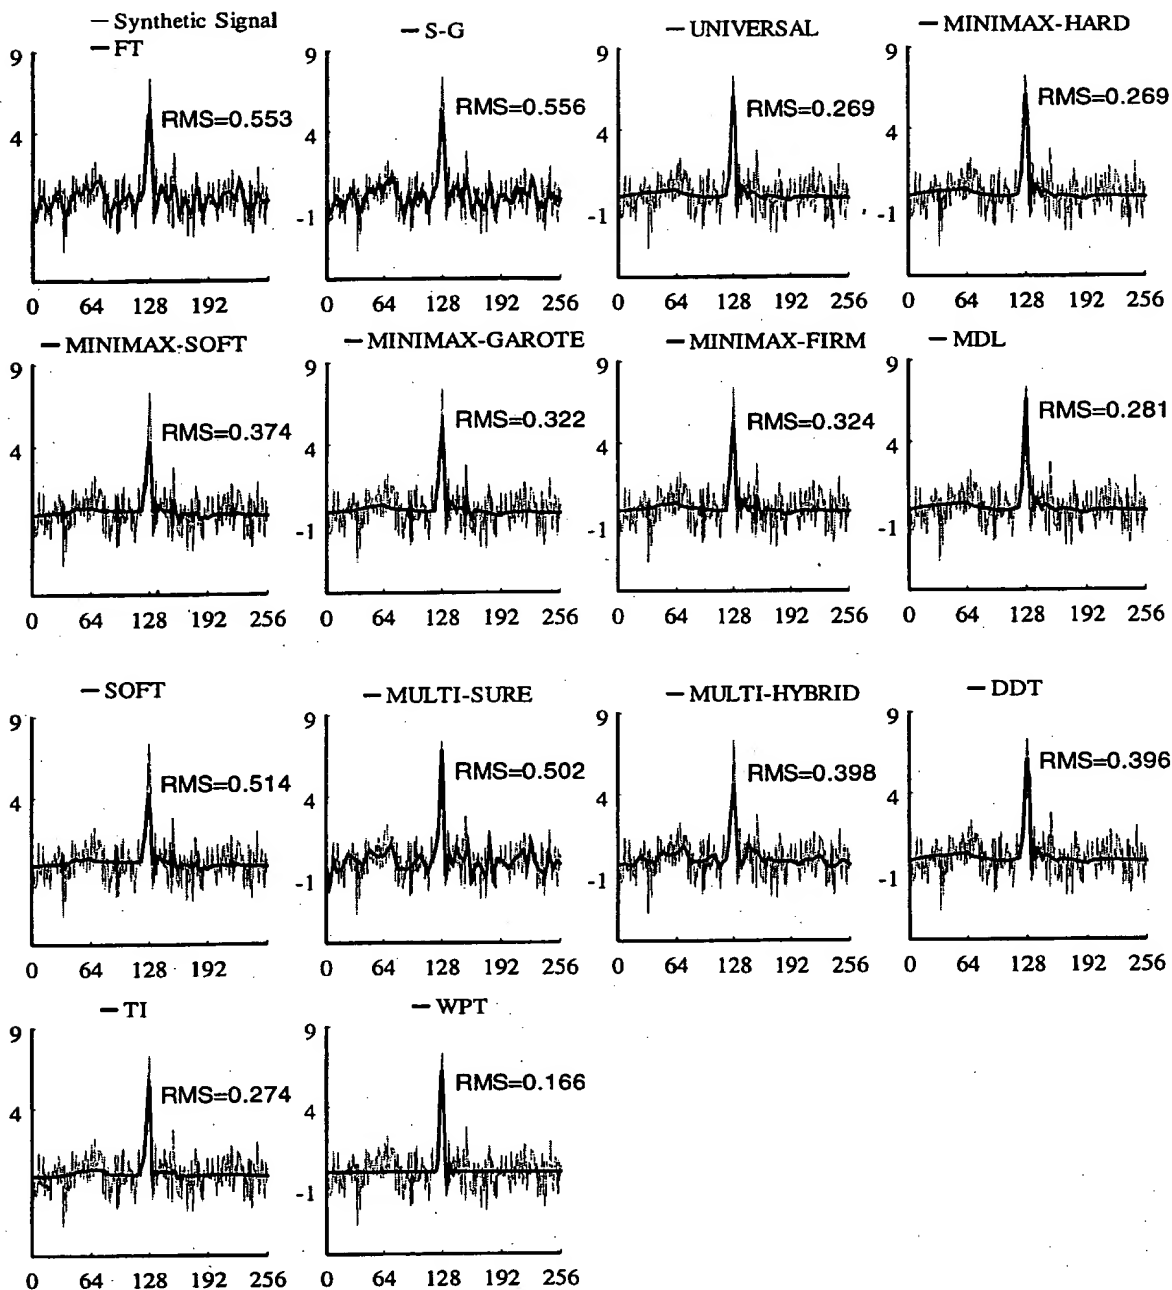 — Synthetic Signal
— FT
9
4
RMS=0.553
0 64 128 192
— S-G
9
4
-1
RMS=0.556
0 64 128 192 256
— UNIVERSAL
9
4
-1
RMS=0.269
0 64 128 192 256
— MINIMAX-HARD
9
4
-1
RMS=0.269
0 64 128 192 256
— MINIMAX-SOFT
9
4
RMS=0.374
0 64 128 192 256
— MINIMAX-GAROTE
9
4
-1
RMS=0.322
0 64 128 192 256
— MINIMAX-FIRM
9
4
-1
RMS=0.324
0 64 128 192 256
— MDL
9
4
-1
RMS=0.281
0 64 128 192 256
— SOFT
9
4
RMS=0.514
0 64 128 192
— MULTI-SURE
9
4
-1
RMS=0.502
0 64 128 192 256
— MULTI-HYBRID
9
4
-1
RMS=0.398
0 64 128 192 256
— DDT
9
4
-1
RMS=0.396
0 64 128 192 256
— TI
9
4
RMS=0.274
0 64 128 192
— WPT
9
4
-1
RMS=0.166
0 64 128 192 256